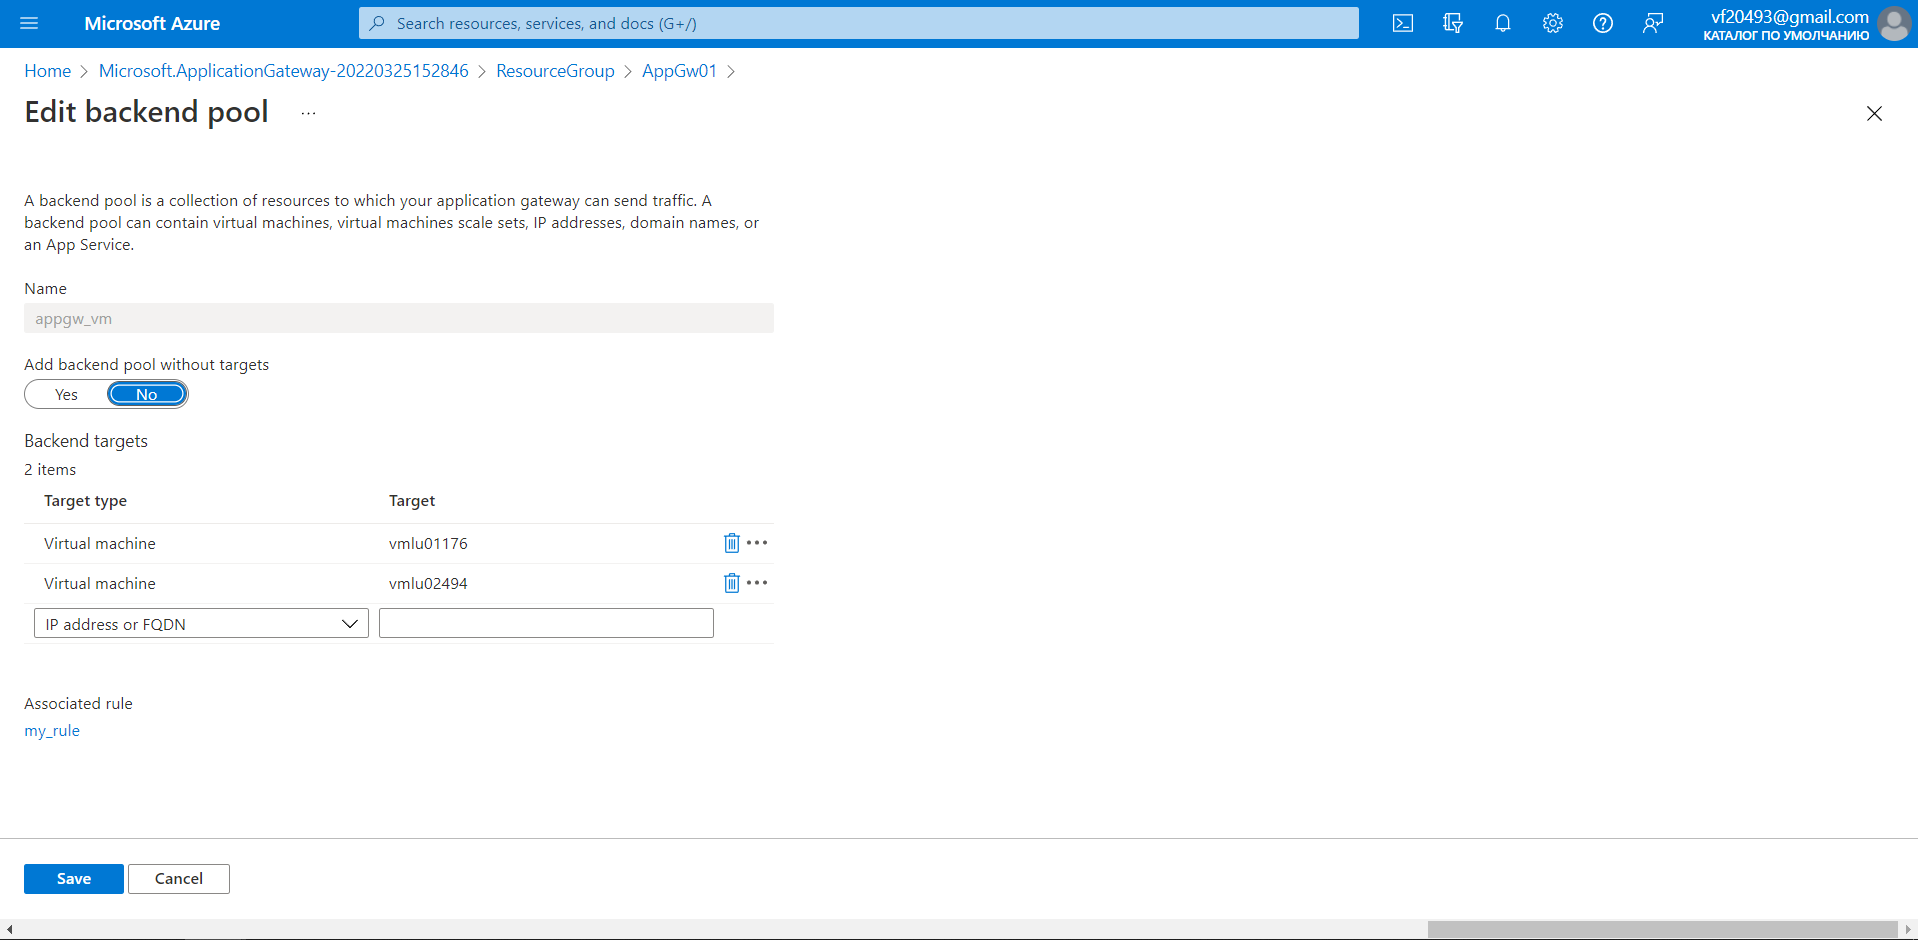 Microsoft Azure
Search resources, services, and docs (G+/)
vf20493@gmail.com
КАТАЛОГ ПО УМОЛЧАНИЮ
Home > Microsoft.ApplicationGateway-20220325152846 > ResourceGroup > AppGw01 >
Edit backend pool ...
A backend pool is a collection of resources to which your application gateway can send traffic. A
backend pool can contain virtual machines, virtual machines scale sets, IP addresses, domain names, or
an App Service.
Name
appgw_vm
Add backend pool without targets
Yes No
Backend targets
2 items
Target type Target
Virtual machine vmlu01176
Virtual machine vmlu02494
IP address or FQDN
Associated rule
my_rule
Save Cancel